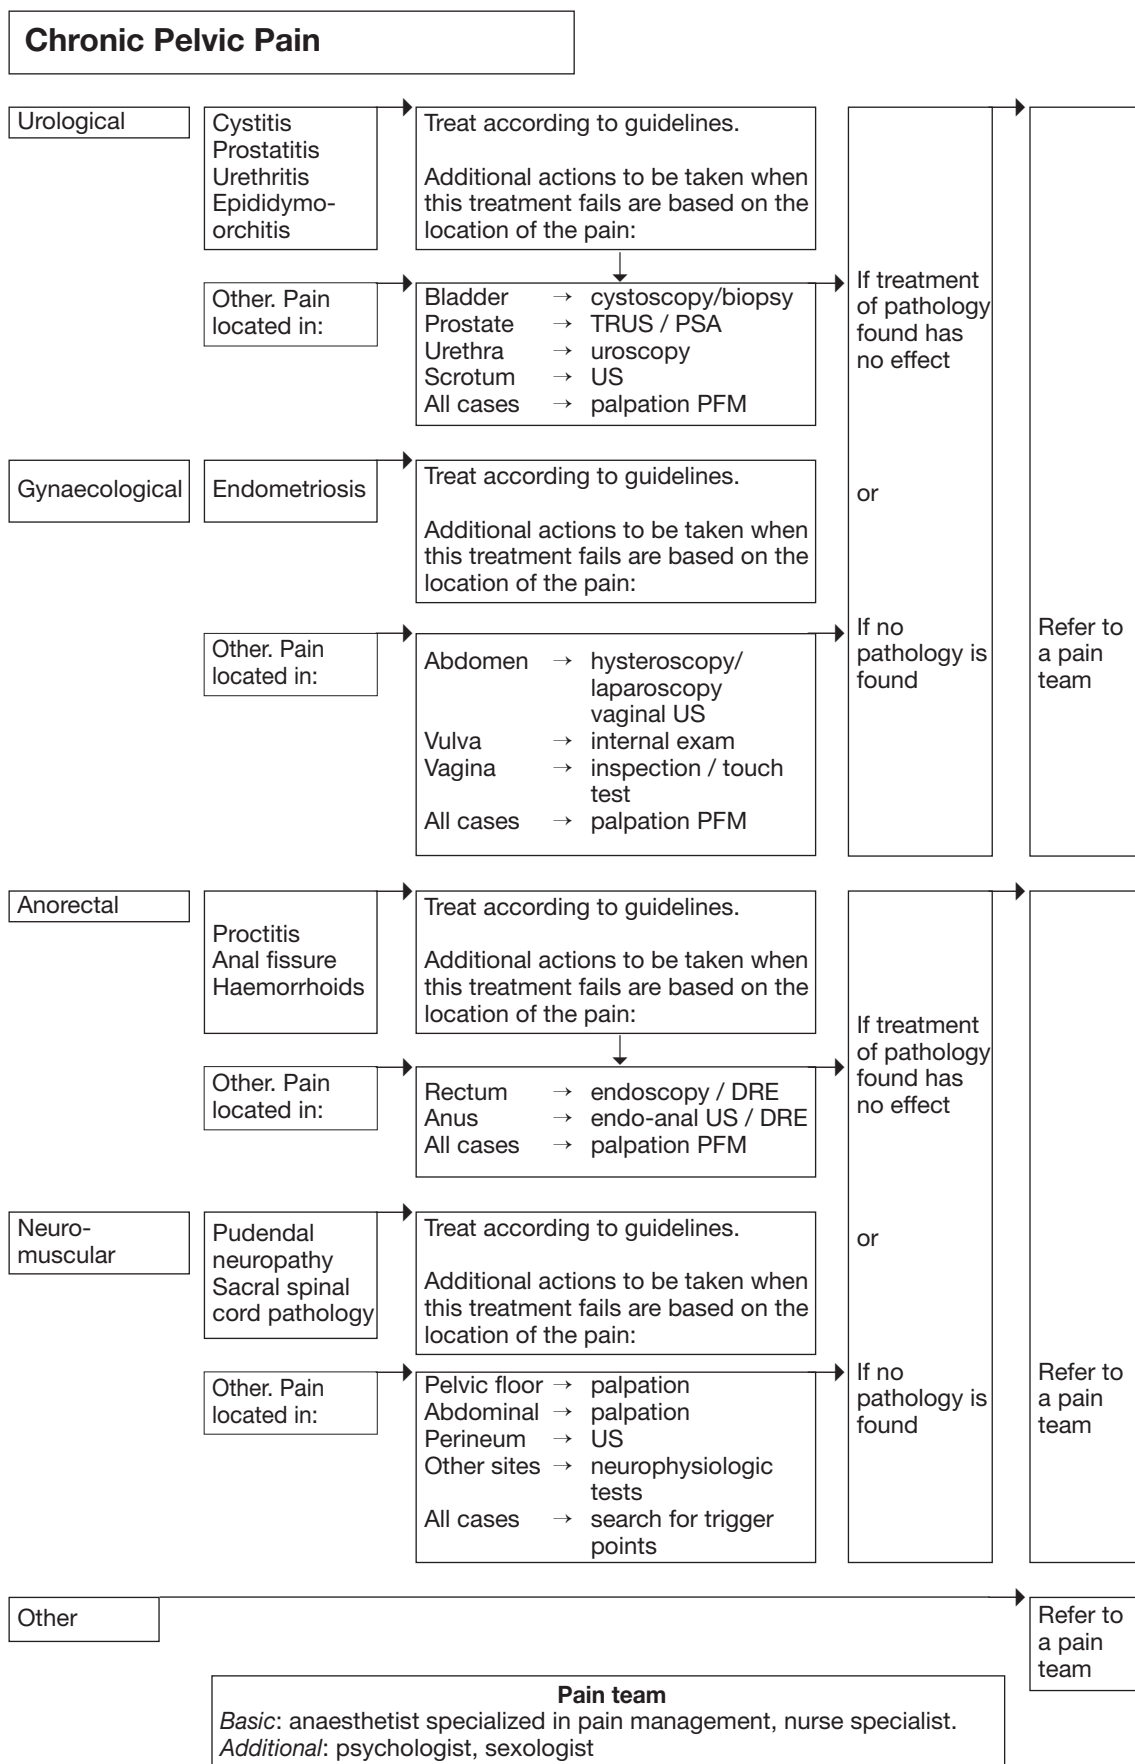 Chronic Pelvic Pain
Urological
Cystitis
Prostatitis
Urethritis
Epididymo-
orchitis
Treat according to guidelines.
Additional actions to be taken when
this treatment fails are based on the
location of the pain:
Other. Pain
located in:
Bladder → cystoscopy/biopsy
Prostate → TRUS / PSA
Urethra → uroscopy
Scrotum → US
All cases → palpation PFM
If treatment
of pathology
found has
no effect
Gynaecological
Endometriosis
Treat according to guidelines.
Additional actions to be taken when
this treatment fails are based on the
location of the pain:
or
Other. Pain
located in:
Abdomen → hysteroscopy/
laparoscopy
vaginal US
Vulva → internal exam
Vagina → inspection / touch
test
All cases → palpation PFM
If no
pathology is
found
Refer to
a pain
team
Anorectal
Proctitis
Anal fissure
Haemorrhoids
Treat according to guidelines.
Additional actions to be taken when
this treatment fails are based on the
location of the pain:
Other. Pain
located in:
Rectum → endoscopy / DRE
Anus → endo-anal US / DRE
All cases → palpation PFM
If treatment
of pathology
found has
no effect
Neuro-
muscular
Pudendal
neuropathy
Sacral spinal
cord pathology
Treat according to guidelines.
Additional actions to be taken when
this treatment fails are based on the
location of the pain:
or
Other. Pain
located in:
Pelvic floor → palpation
Abdominal → palpation
Perineum → US
Other sites → neurophysiologic
tests
All cases → search for trigger
points
If no
pathology is
found
Refer to
a pain
team
Other
Refer to
a pain
team
Pain team
Basic: anaesthetist specialized in pain management, nurse specialist.
Additional: psychologist, sexologist